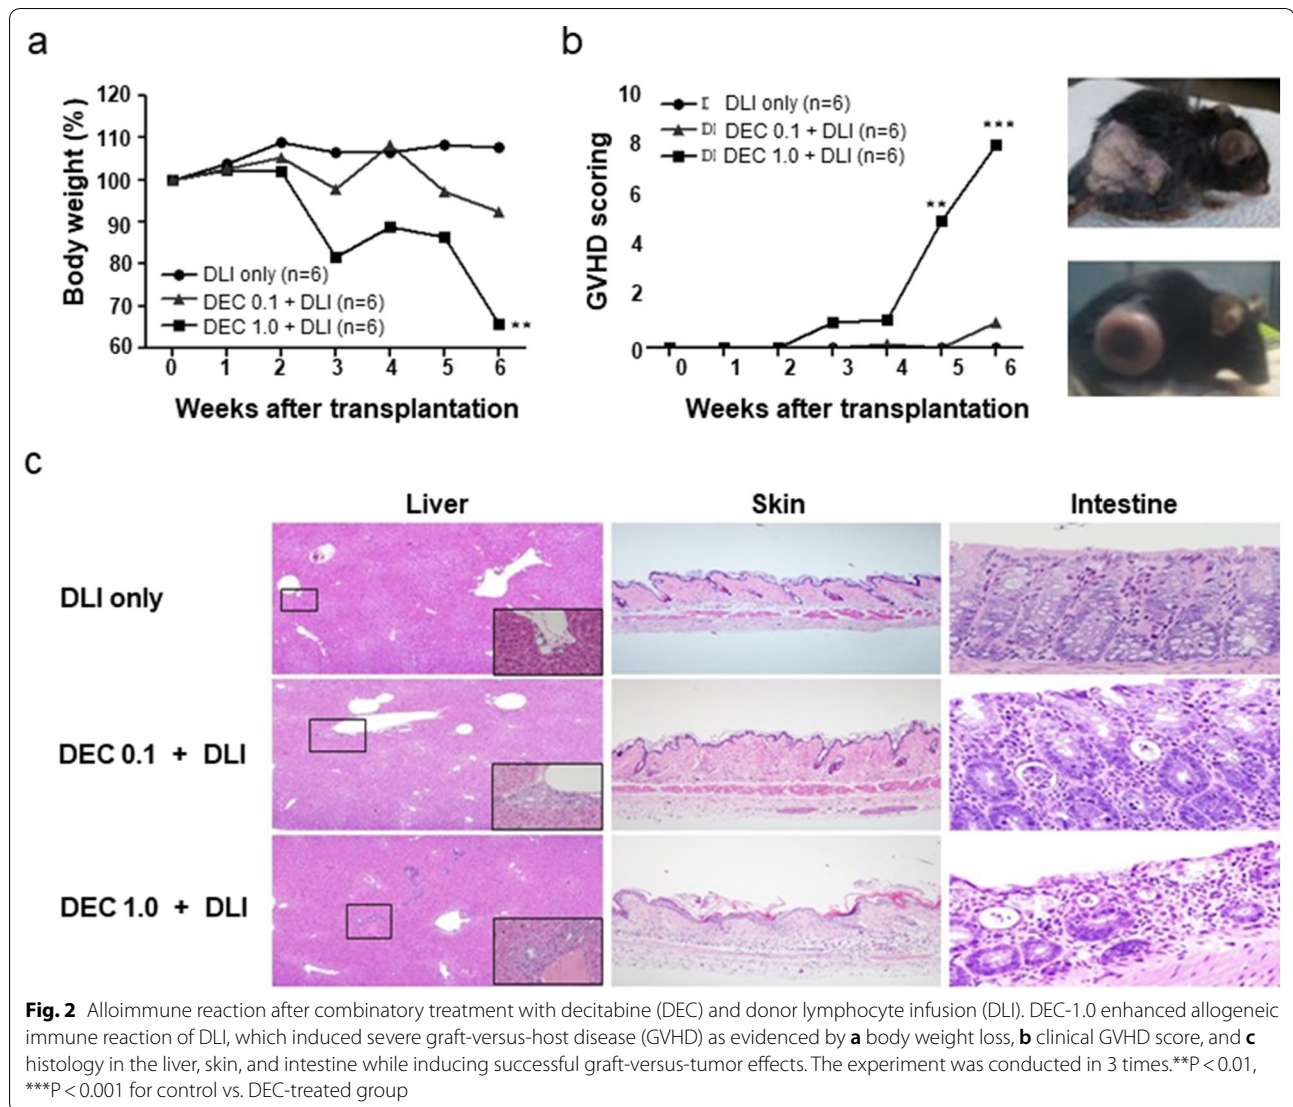 a
120
110
100
90
80
70
60
Body weight (%)
DLI only (n=6)
DEC 0.1 + DLI (n=6)
DEC 1.0 + DLI (n=6)
**
0 1 2 3 4 5 6
Weeks after transplantation
b
10
8
6
4
2
0
GVHD scoring
DLI only (n=6)
DEC 0.1 + DLI (n=6)
DEC 1.0 + DLI (n=6)
**
***
0 1 2 3 4 5 6
Weeks after transplantation
c
Liver Skin Intestine
DLI only
DEC 0.1 + DLI
DEC 1.0 + DLI
Fig. 2 Alloimmune reaction after combinatory treatment with decitabine (DEC) and donor lymphocyte infusion (DLI). DEC-1.0 enhanced allogeneic
immune reaction of DLI, which induced severe graft-versus-host disease (GVHD) as evidenced by a body weight loss, b clinical GVHD score, and c
histology in the liver, skin, and intestine while inducing successful graft-versus-tumor effects. The experiment was conducted in 3 times.**P < 0.01,
***P < 0.001 for control vs. DEC-treated group